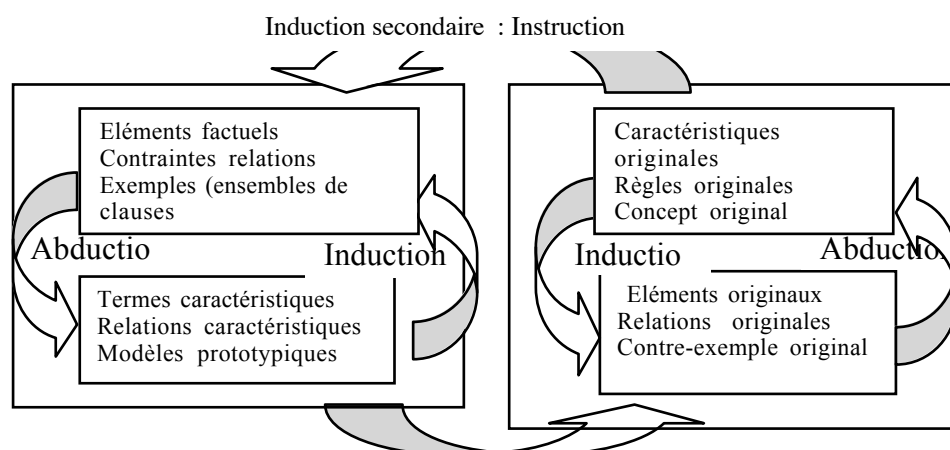 Induction secondaire : Instruction
Eléments factuels
Contraintes relations
Exemples (ensembles de
clauses
Abductio
Induction
Termes caractéristiques
Relations caractéristiques
Modèles prototypiques
Caractéristiques
originales
Règles originales
Concept original
Inductio
Abductio
Eléments originaux
Relations originales
Contre-exemple original